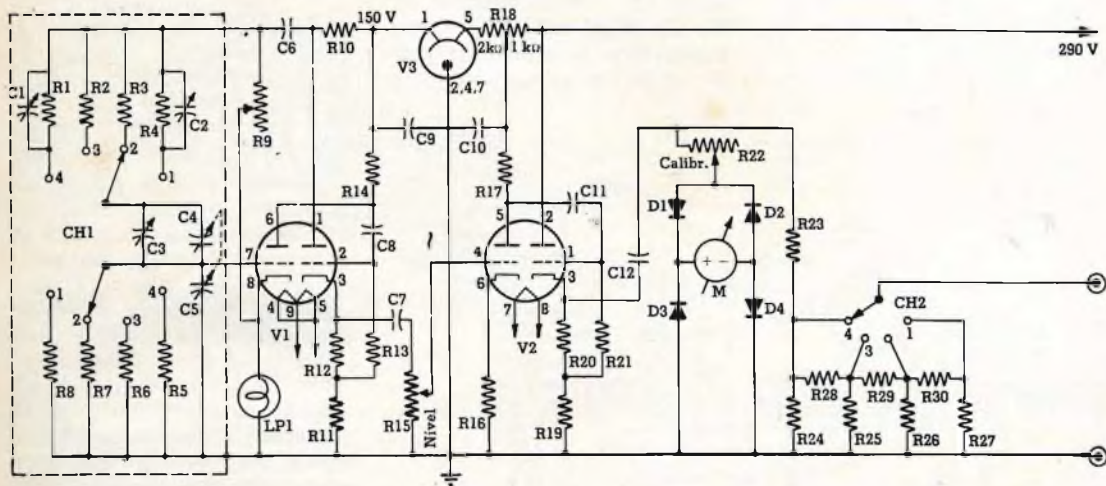 150 V
1
5
R18
2kΩ
1 kΩ
290 V
C6
R10
V3
2,4.7
C1
R1
R2
R3
R4
C2
R9
C9
C10
R22
Calibr.
4
3
2
1
R14
R17
C11
D1
D2
CH1
C4
C3
6
1
C8
5
2
R23
7
2
4
1
C12
+ -
M
8
3
6
3
C5
1
2
3
4
4
9
5
V1
C7
7
8
V2
D3
D4
CH2
4
3
1
R8
R7
R6
R5
LP1
R12
R13
R20
R21
R28
R29
R30
R11
R15
Nivel
R16
R19
R24
R25
R26
R27